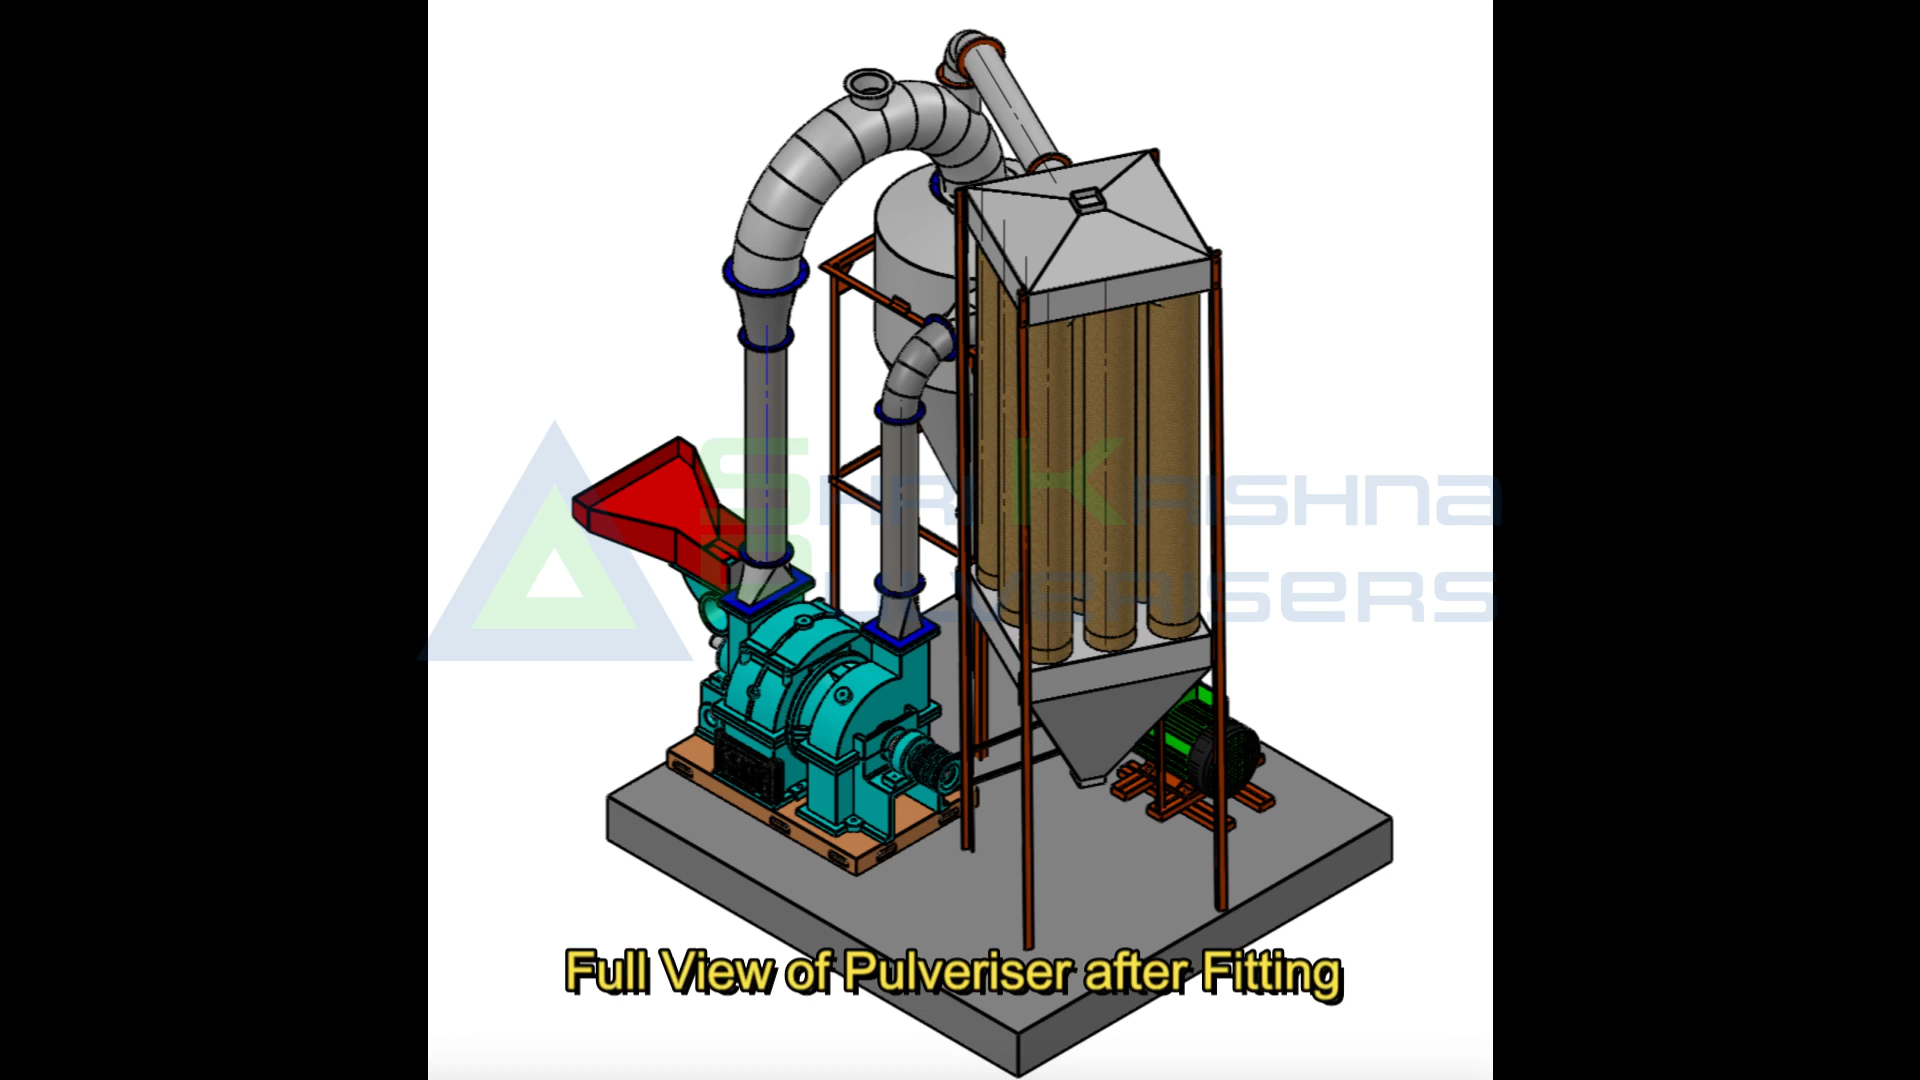 Shri Krishna
Pulverisers
Full View of Pulveriser after Fitting